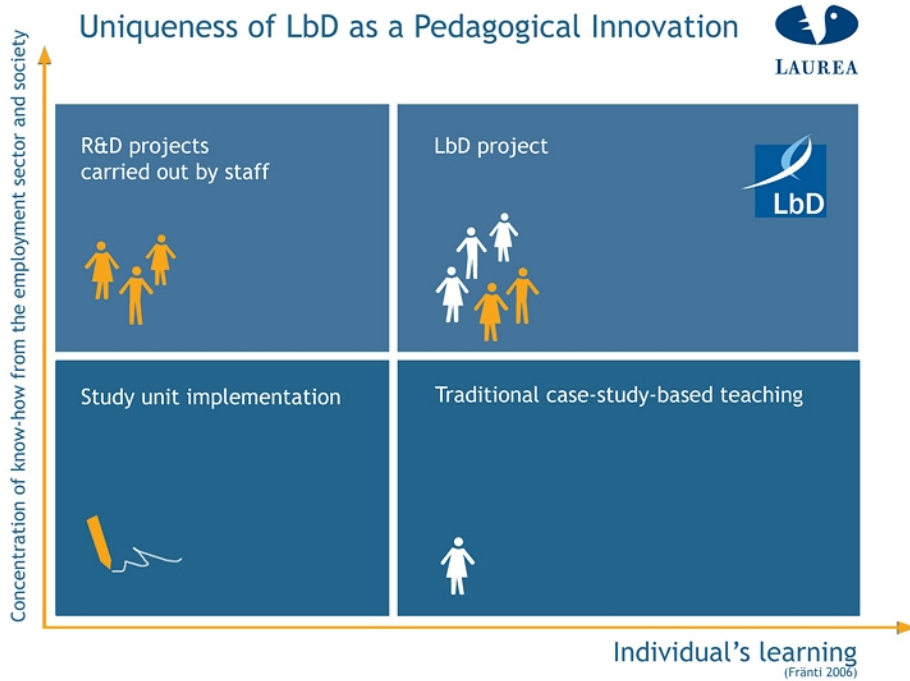 Uniqueness of LbD as a Pedagogical Innovation
LAUREA
Concentration of know-how from the employment sector and society
R&D projects
carried out by staff
LbD project
LbD
Study unit implementation
Traditional case-study-based teaching
Individual's learning
(Fränti 2006)